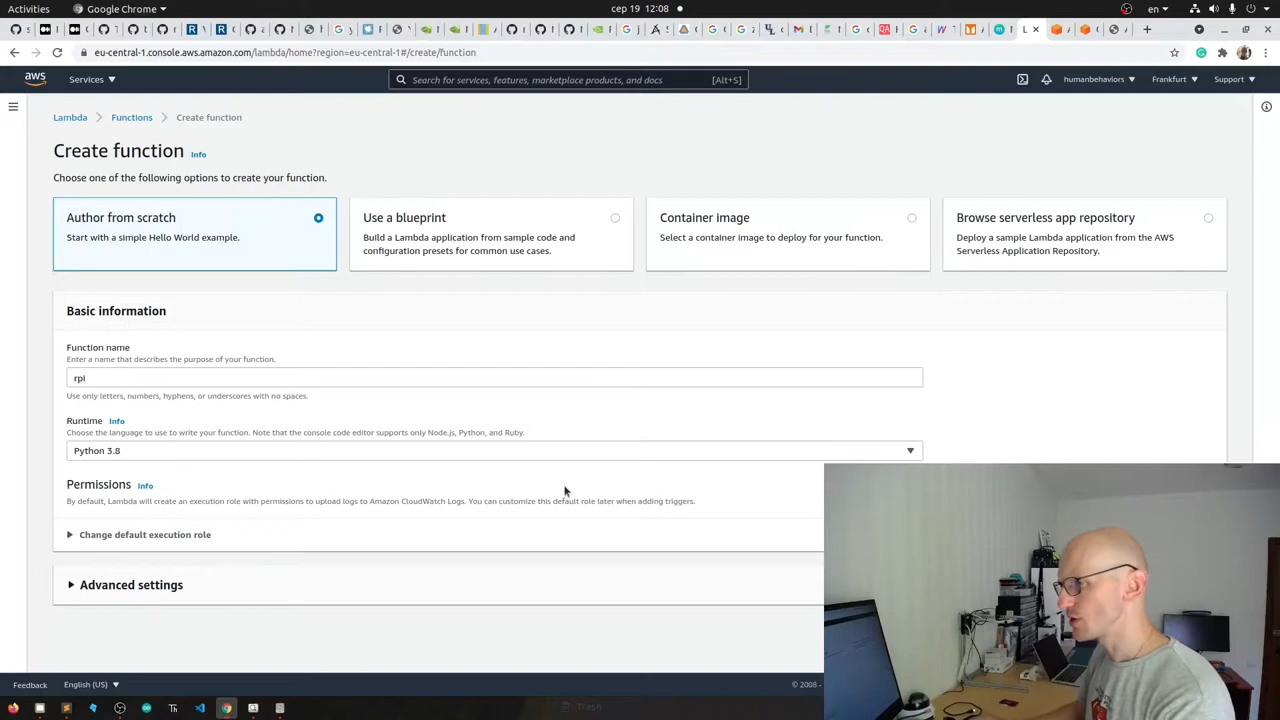 Activities
Google Chrome
сер 19 12:08
en
eu-central-1.console.aws.amazon.com/lambda/home?region=eu-central-1#/create/function
aws
Services
Search for services, features, marketplace products, and docs
[Alt+S]
humanbehaviors
Frankfurt
Support
Lambda
Functions
Create function
Create function Info
Choose one of the following options to create your function.
Author from scratch
Start with a simple Hello World example.
Use a blueprint
Build a Lambda application from sample code and
configuration presets for common use cases.
Container image
Select a container image to deploy for your function.
Browse serverless app repository
Deploy a sample Lambda application from the AWS
Serverless Application Repository.
Basic information
Function name
Enter a name that describes the purpose of your function.
rpi
Use only letters, numbers, hyphens, or underscores with no spaces.
Runtime Info
Choose the language to use to write your function. Note that the console code editor supports only Node.js, Python, and Ruby.
Python 3.8
Permissions Info
By default, Lambda will create an execution role with permissions to upload logs to Amazon CloudWatch Logs. You can customize this default role later when adding triggers.
Change default execution role
Advanced settings
Feedback
English (US)
© 2008 -
Trash